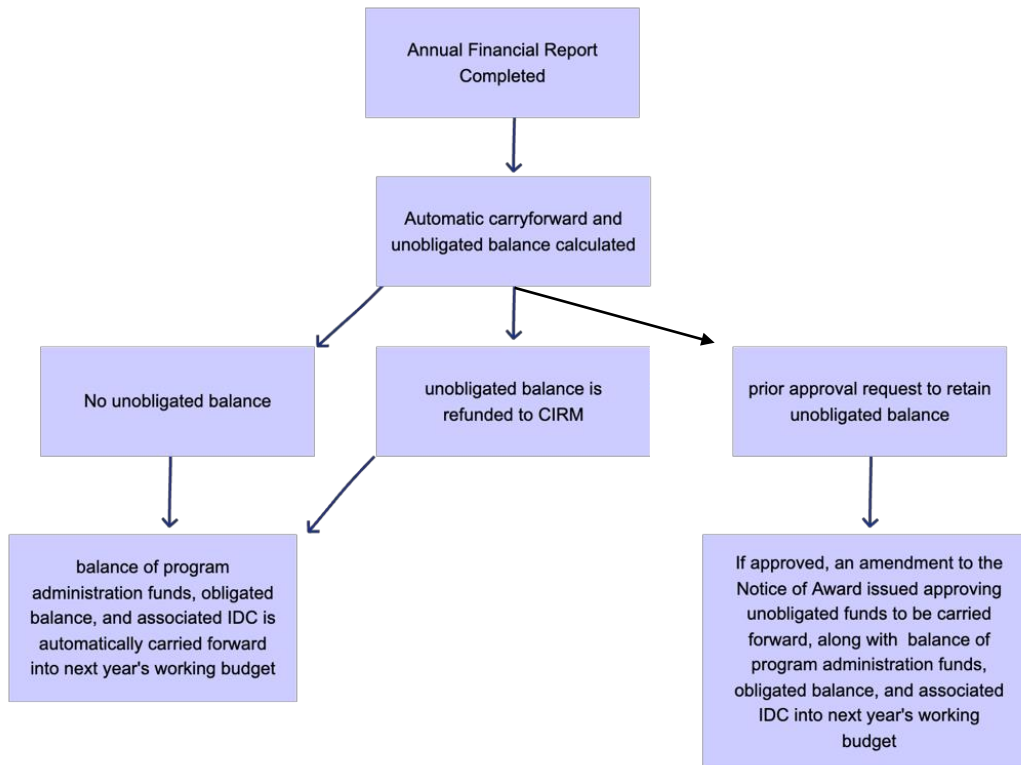 Annual Financial Report
Completed
Automatic carryforward and
unobligated balance calculated
No unobligated balance
unobligated balance is
refunded to CIRM
prior approval request to retain
unobligated balance
balance of program
administration funds, obligated
balance, and associated IDC is
automatically carried forward
into next year's working budget
If approved, an amendment to the
Notice of Award issued approving
unobligated funds to be carried
forward, along with balance of
program administration funds,
obligated balance, and associated
IDC into next year's working
budget